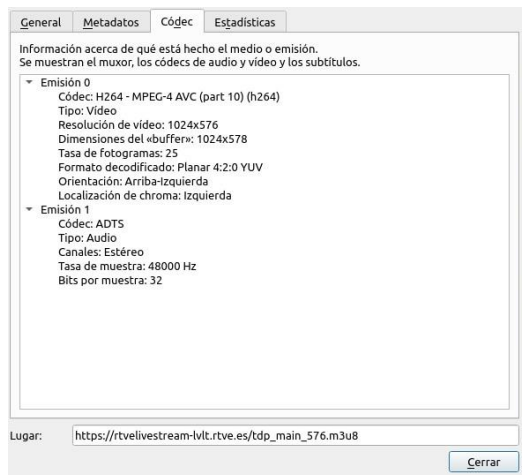 General Metadatos Códec Estadísticas
Información acerca de qué está hecho el medio o emisión.
Se muestran el muxor, los códecs de audio y vídeo y los subtítulos.
Emisión 0
Códec: H264 - MPEG-4 AVC (part 10) (h264)
Tipo: Vídeo
Resolución de vídeo: 1024x576
Dimensiones del «buffer»: 1024x578
Tasa de fotogramas: 25
Formato decodificado: Planar 4:2:0 YUV
Orientación: Arriba-Izquierda
Localización de chroma: Izquierda
Emisión 1
Códec: ADTS
Tipo: Audio
Canales: Estéreo
Tasa de muestra: 48000 Hz
Bits por muestra: 32
Lugar: https://rtvelivestream-lvlt.rtve.es/tdp_main_576.m3u8
Cerrar